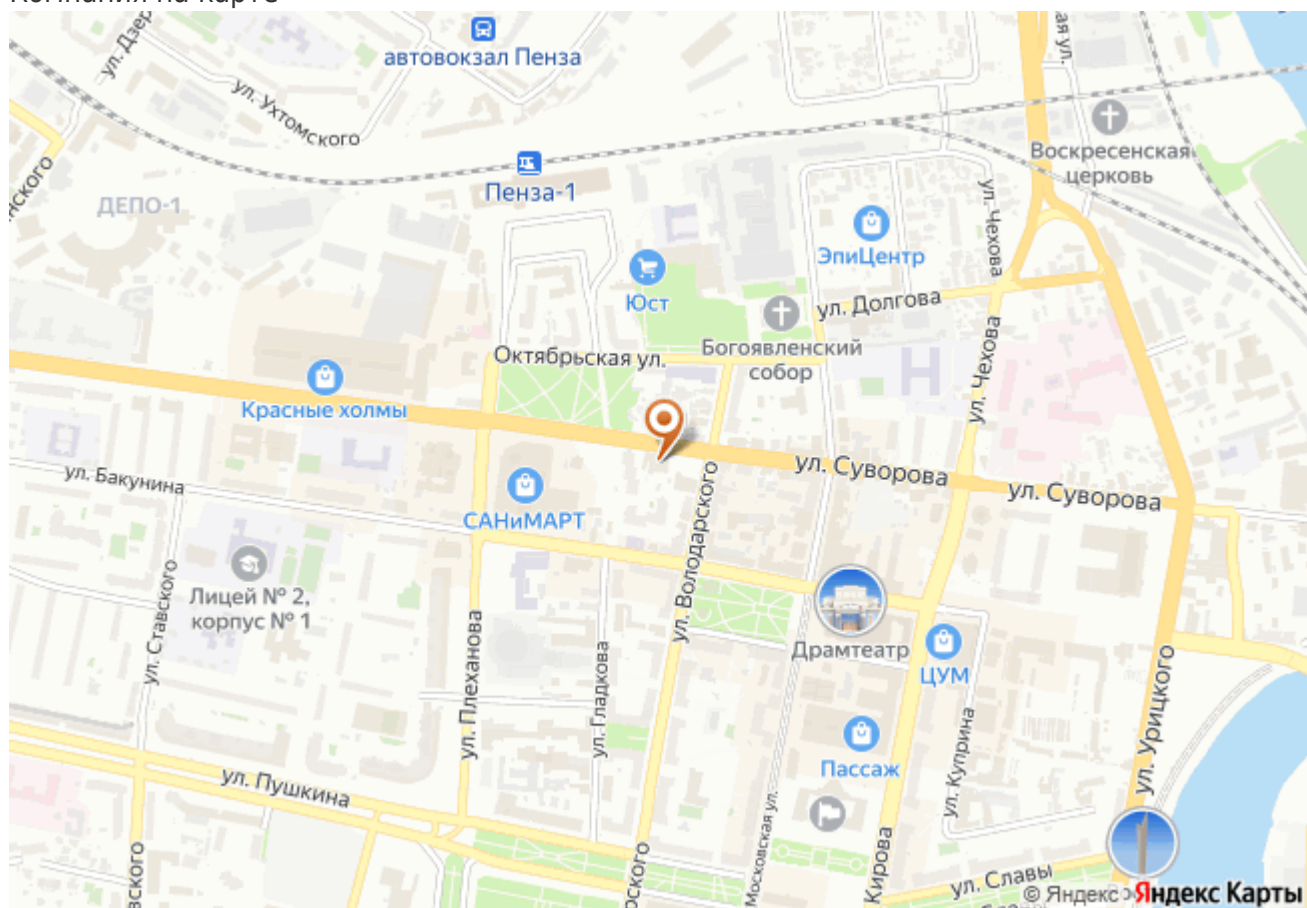 Компания на карте
автовокзал Пенза
ул. Ухтомского
Воскресенская
церковь
Пенза-1
ДЕПО-1
ул. Чехова
ЭпиЦентр
Юст
ул. Долгова
Богоявленский
собор
Октябрьская ул.
ул. Чехова
Красные холмы
ул. Суворова
ул. Суворова
ул. Бакунина
САНиМАРТ
ул. Володарского
Лицей № 2,
корпус № 1
ул. Ставского
Драмтеатр
ЦУМ
ул. Плеханова
ул. Гладкова
ул. Урицкого
ул. Куприна
Пассаж
ул. Пушкина
Московская ул.
Кирова
ул. Славы
© Яндекс
Яндекс Карты